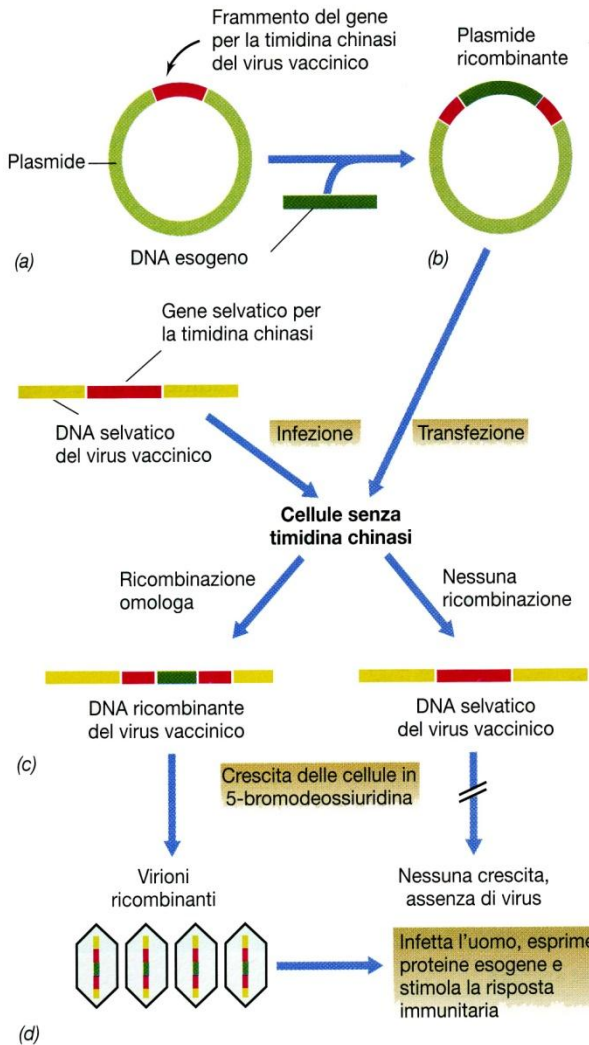 Frammento del gene
per la timidina chinasi
del virus vaccinico
Plasmide
ricombinante
Plasmide
DNA esogeno
(a)
(b)
Gene selvatico per
la timidina chinasi
DNA selvatico
del virus vaccinico
Infezione
Transfezione
Cellule senza
timidina chinasi
Ricombinazione
omologa
Nessuna
ricombinazione
DNA ricombinante
del virus vaccinico
DNA selvatico
del virus vaccinico
(c)
Crescita delle cellule in
5-bromodeossiuridina
Virioni
ricombinanti
Nessuna crescita,
assenza di virus
Infetta l'uomo, esprime
proteine esogene e
stimola la risposta
immunitaria
(d)